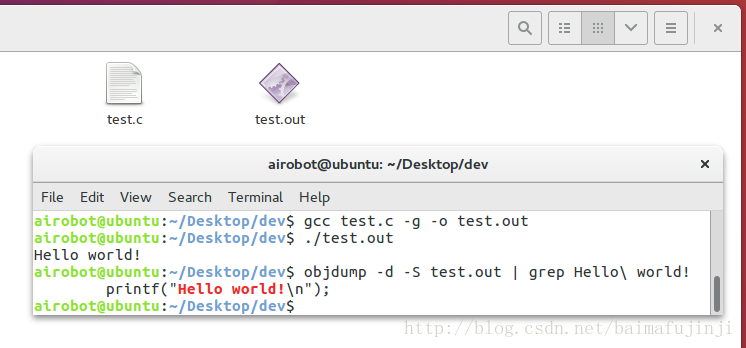 test.c
test.out
airobot@ubuntu: ~/Desktop/dev
File Edit View Search Terminal Help
airobot@ubuntu:~/Desktop/dev$ gcc test.c -g -o test.out
airobot@ubuntu:~/Desktop/dev$ ./test.out
Hello world!
airobot@ubuntu:~/Desktop/dev$ objdump -d -S test.out | grep Hello\ world!
        printf("Hello world!\n");
airobot@ubuntu:~/Desktop/dev$
http://blog.csdn.net/baimafujinji